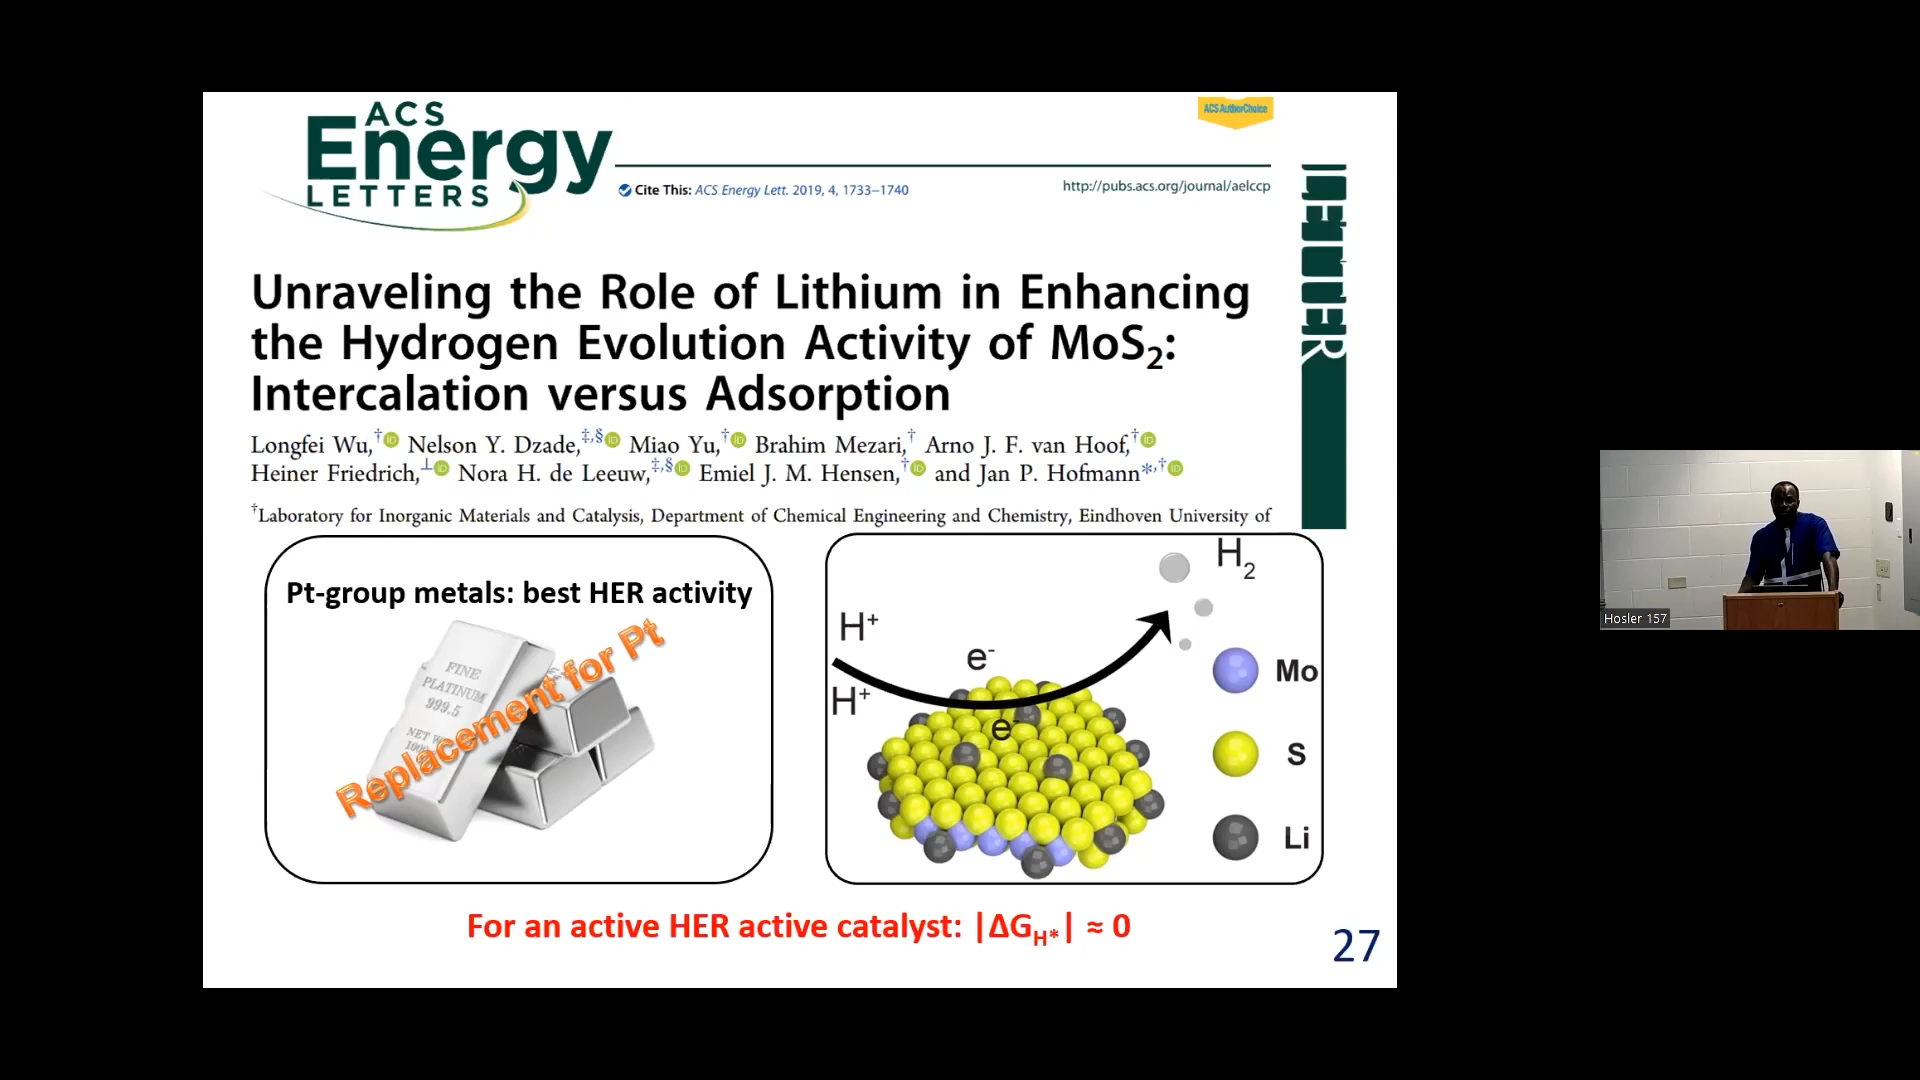 ACS
Energy
LETTERS
ACS AuthorChoice
Cite This: ACS Energy Lett. 2019, 4, 1733−1740
http://pubs.acs.org/journal/aelccp
LETTER
Unraveling the Role of Lithium in Enhancing
the Hydrogen Evolution Activity of MoS2:
Intercalation versus Adsorption
Longfei Wu,† Nelson Y. Dzade,‡,§ Miao Yu,† Brahim Mezari,† Arno J. F. van Hoof,†
Heiner Friedrich,⊥ Nora H. de Leeuw,‡,§ Emiel J. M. Hensen,† and Jan P. Hofmann*,†
†Laboratory for Inorganic Materials and Catalysis, Department of Chemical Engineering and Chemistry, Eindhoven University of
Pt-group metals: best HER activity
FINE
PLATINUM
999.5
NET
Replacement for Pt
H2
H+
e-
H+
e-
Mo
S
Li
For an active HER active catalyst: |ΔGH*| ≈ 0
27
Hosler 157